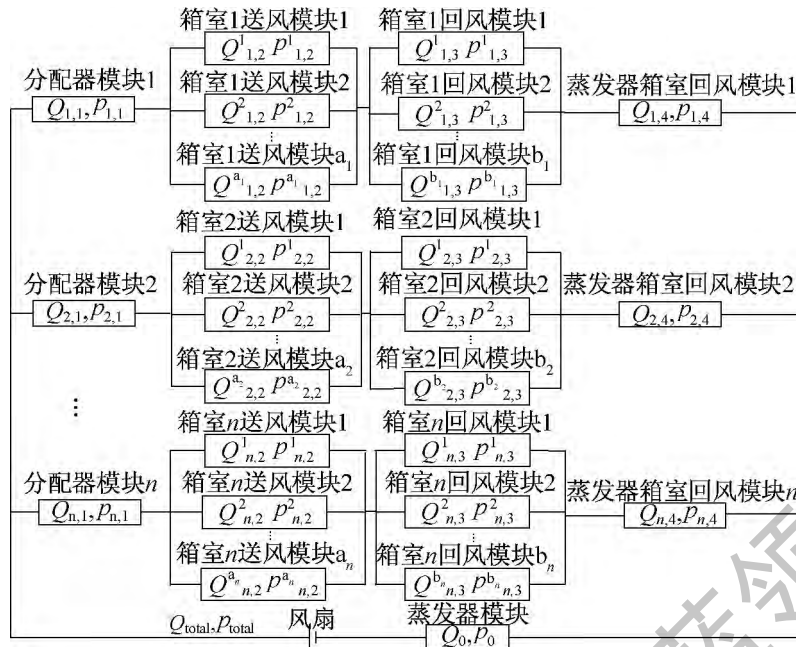 箱室1送风模块1 箱室1回风模块1
Q¹₁,₂ p¹₁,₂ Q¹₁,₃ p¹₁,₃
分配器模块1 箱室1送风模块2 箱室1回风模块2 蒸发器箱室回风模块1
Q₁,₁,p₁,₁ Q²₁,₂ p²₁,₂ Q²₁,₃ p²₁,₃ Q₁,₄,p₁,₄
⋮ ⋮
箱室1送风模块a₁ 箱室1回风模块b₁
Q^{a₁}₁,₂ p^{a₁}₁,₂ Q^{b₁}₁,₃ p^{b₁}₁,₃
箱室2送风模块1 箱室2回风模块1
Q¹₂,₂ p¹₂,₂ Q¹₂,₃ p¹₂,₃
分配器模块2 箱室2送风模块2 箱室2回风模块2 蒸发器箱室回风模块2
Q₂,₁,p₂,₁ Q²₂,₂ p²₂,₂ Q²₂,₃ p²₂,₃ Q₂,₄,p₂,₄
⋮ ⋮
箱室2送风模块a₂ 箱室2回风模块b₂
Q^{a₂}₂,₂ p^{a₂}₂,₂ Q^{b₂}₂,₃ p^{b₂}₂,₃
⋮
箱室n送风模块1 箱室n回风模块1
Q¹ₙ,₂ p¹ₙ,₂ Q¹ₙ,₃ p¹ₙ,₃
分配器模块n 箱室n送风模块2 箱室n回风模块2 蒸发器箱室回风模块n
Qₙ,₁,pₙ,₁ Q²ₙ,₂ p²ₙ,₂ Q²ₙ,₃ p²ₙ,₃ Qₙ,₄,pₙ,₄
⋮ ⋮
箱室n送风模块aₙ 箱室n回风模块bₙ
Q^{aₙ}ₙ,₂ p^{aₙ}ₙ,₂ Q^{bₙ}ₙ,₃ p^{bₙ}ₙ,₃
Q_{total},p_{total} 风扇 蒸发器模块
Q₀,p₀